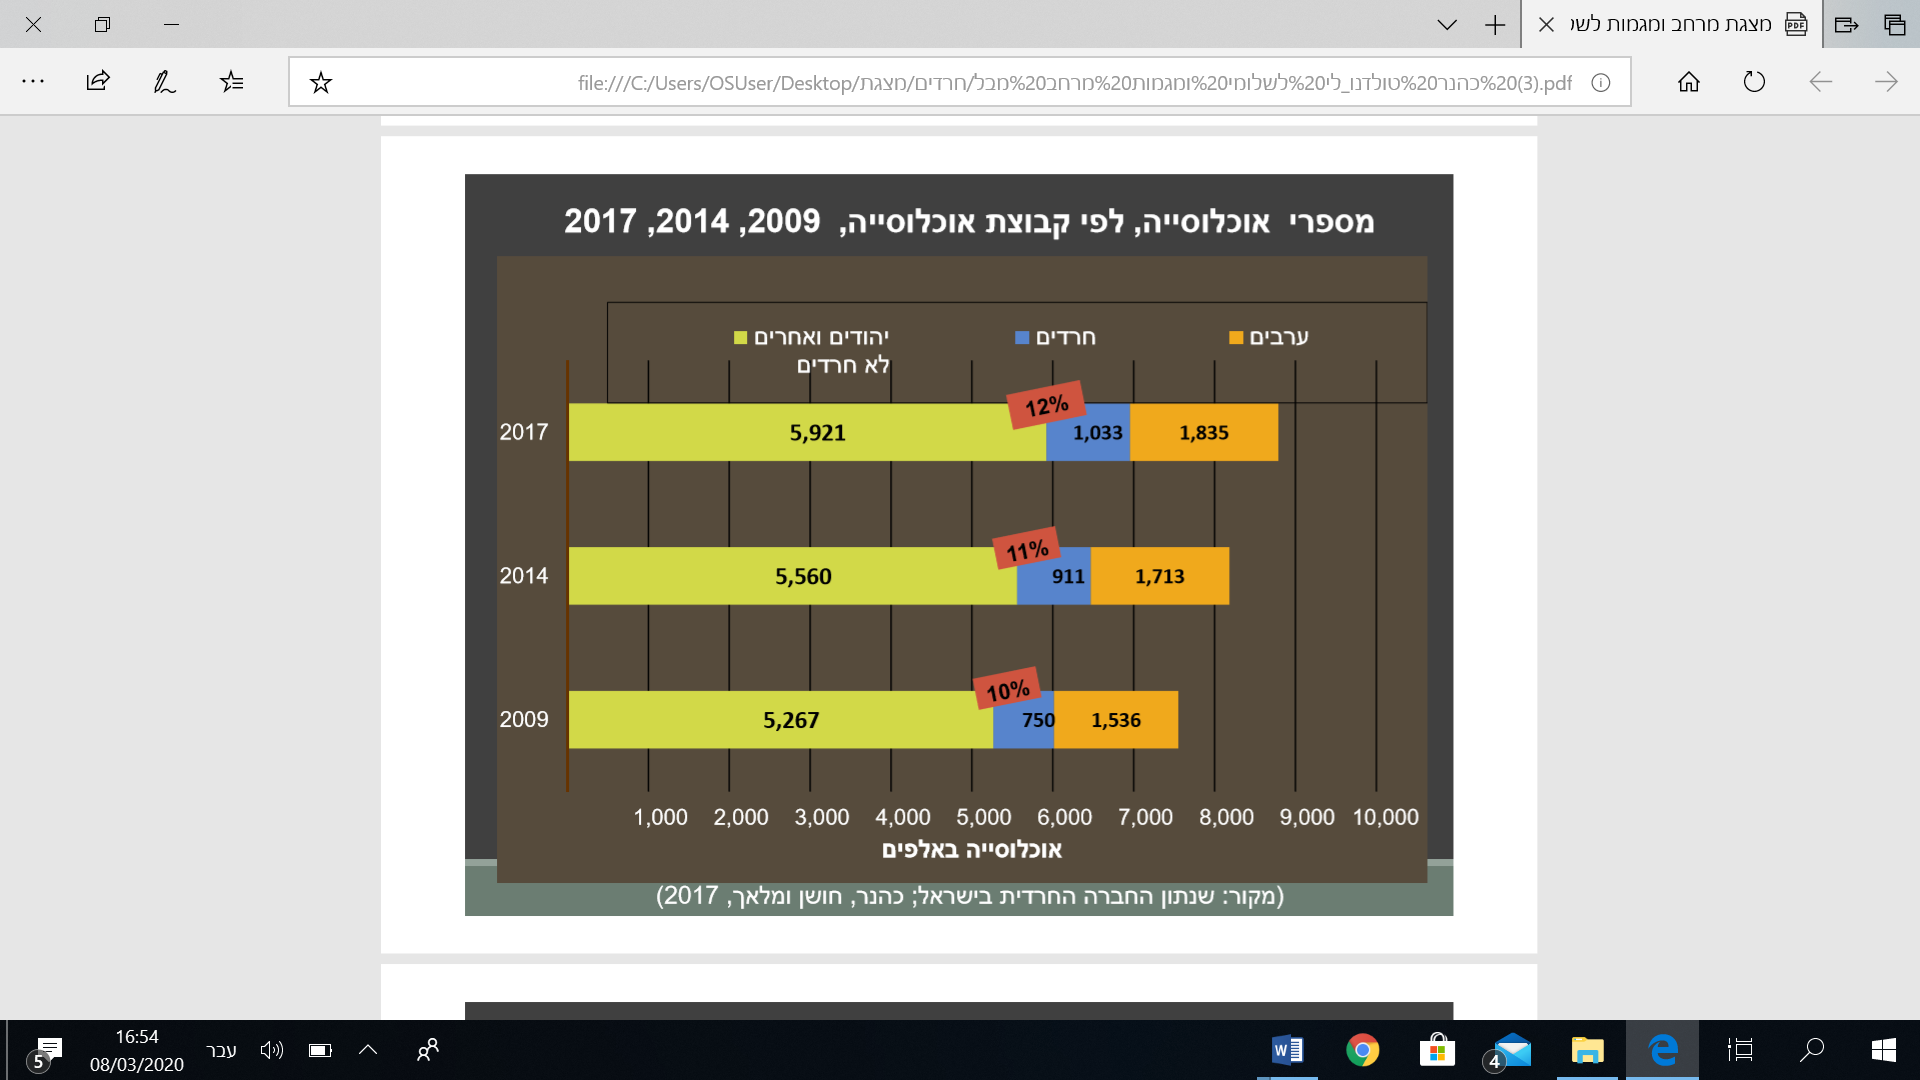 מצגת מרחב ומגמות לשל
file:///C:/Users/OSUser/Desktop/מצגת/חרדים/מבל%20מרחב%20ומגמות%20לשלומי%20לי_טולדנו%20כהנר%20(3).pdf
מספרי אוכלוסייה, לפי קבוצת אוכלוסייה, 2009, 2014, 2017
ערבים
חרדים
יהודים ואחרים
לא חרדים
2017
5,921
12%
1,033
1,835
2014
5,560
11%
911
1,713
2009
5,267
10%
750
1,536
1,000 2,000 3,000 4,000 5,000 6,000 7,000 8,000 9,000 10,000
אוכלוסייה באלפים
(מקור: שנתון החברה החרדית בישראל; כהנר, חושן ומלאך, 2017)
5
16:54
08/03/2020
עבר
4